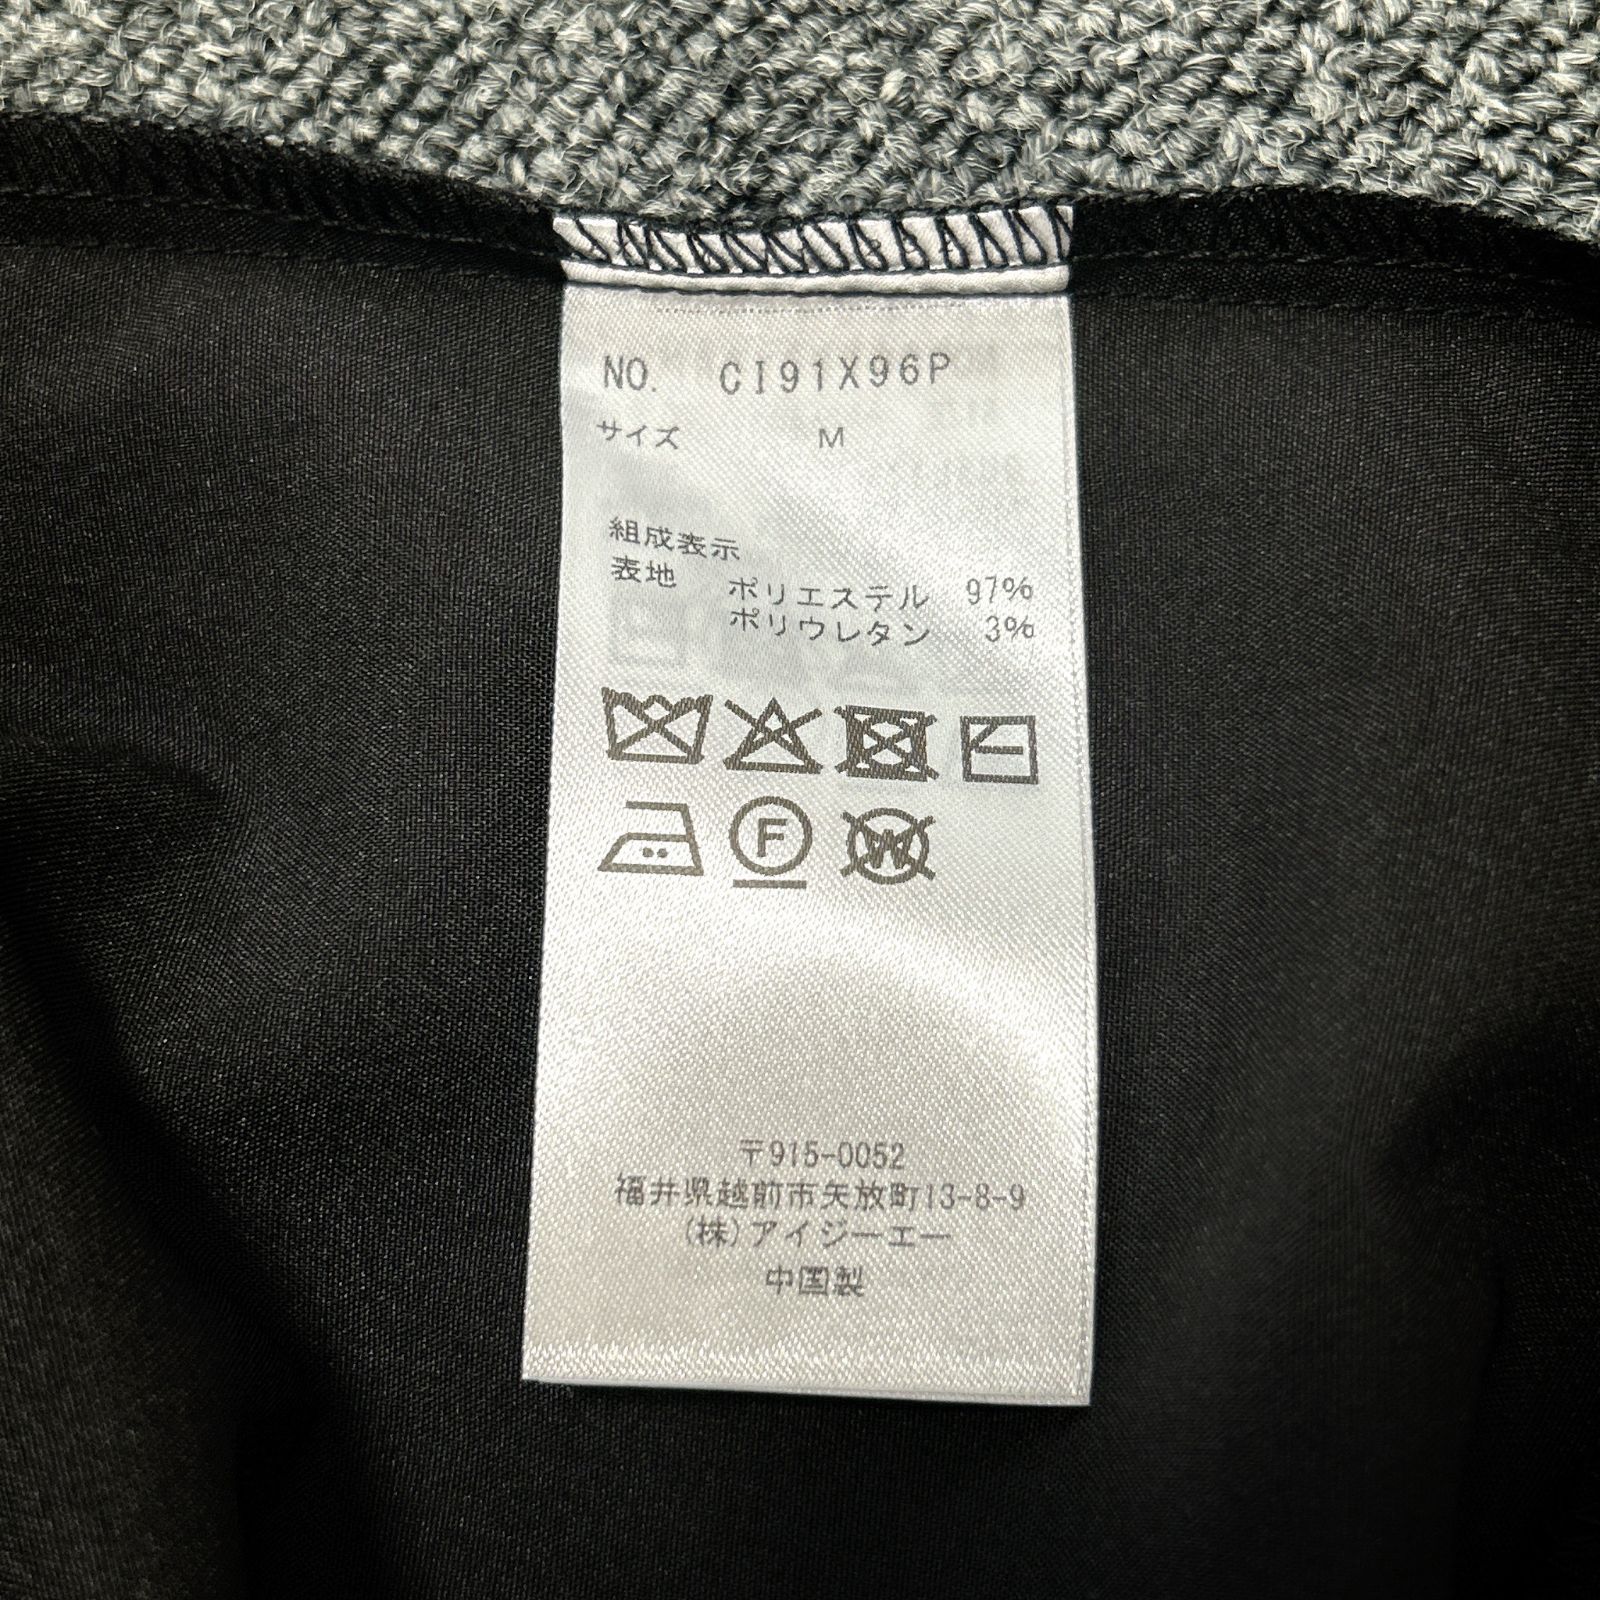 NO. CI91X96P
サイズ M
組成表示
表地 ポリエステル 97%
ポリウレタン 3%
F
W
〒915-0052
福井県越前市矢放町13-8-9
(株)アイジーエー
中国製